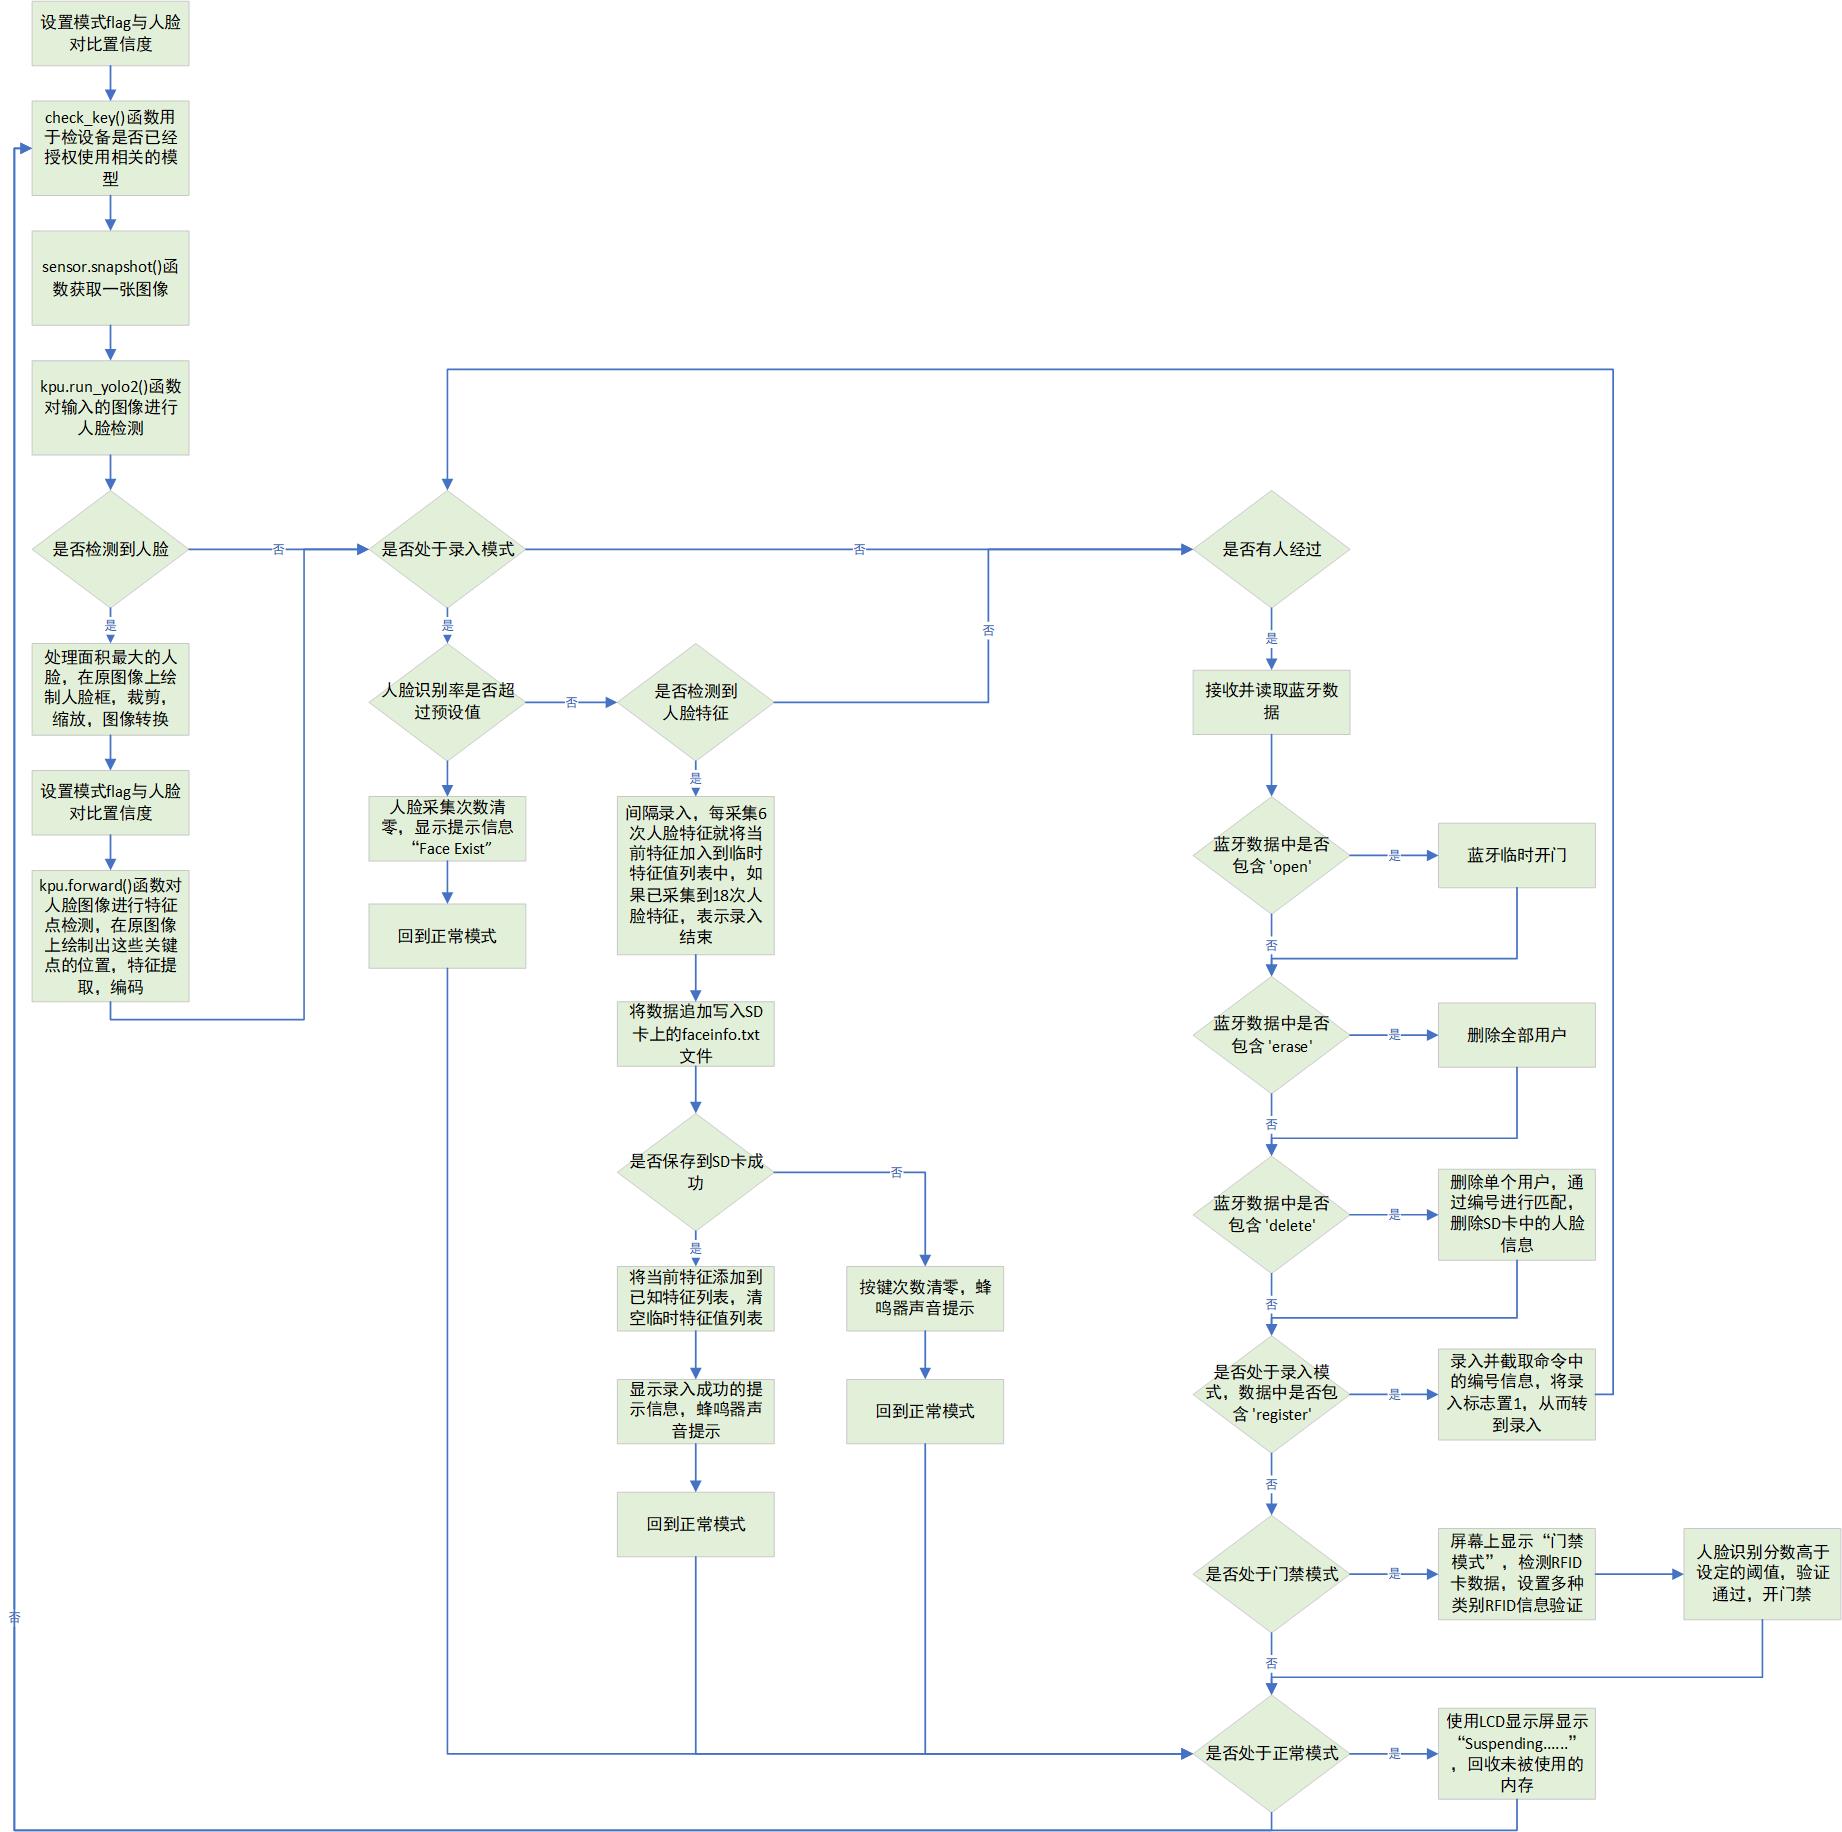 设置模式flag与人脸
对比置信度
check_key()函数用
于检设备是否已经
授权使用相关的模
型
sensor.snapshot()函
数获取一张图像
kpu.run_yolo2()函数
对输入的图像进行
人脸检测
是否检测到人脸
否
是
处理面积最大的人
脸，在原图像上绘
制人脸框，裁剪，
缩放，图像转换
设置模式flag与人脸
对比置信度
kpu.forward()函数对
人脸图像进行特征
点检测，在原图像
上绘制出这些关键
点的位置，特征提
取，编码
是否处于录入模式
否
是
人脸识别率是否超
过预设值
否
人脸采集次数清
零，显示提示信息
“Face Exist”
回到正常模式
是否检测到
人脸特征
否
是
间隔录入，每采集6
次人脸特征就将当
前特征加入到临时
特征值列表中，如
果已采集到18次人
脸特征，表示录入
结束
将数据追加写入SD
卡上的faceinfo.txt
文件
是否保存到SD卡成
功
否
是
将当前特征添加到
已知特征列表，清
空临时特征值列表
显示录入成功的提
示信息，蜂鸣器声
音提示
回到正常模式
按键次数清零，蜂
鸣器声音提示
回到正常模式
是否有人经过
是
接收并读取蓝牙数
据
蓝牙数据中是否
包含 'open'
是
蓝牙临时开门
否
蓝牙数据中是否
包含 'erase'
是
删除全部用户
否
蓝牙数据中是否
包含 'delete'
是
删除单个用户，通
过编号进行匹配，
删除SD卡中的人脸
信息
否
是否处于录入模
式，数据中是否包
含 'register'
是
录入并截取命令中
的编号信息，将录
入标志置1，从而转
到录入
否
是否处于门禁模式
是
屏幕上显示“门禁
模式”，检测RFID
卡数据，设置多种
类别RFID信息验证
人脸识别分数高于
设定的阈值，验证
通过，开门禁
否
是否处于正常模式
是
使用LCD显示屏显示
“Suspending......”
，回收未被使用的
内存
否